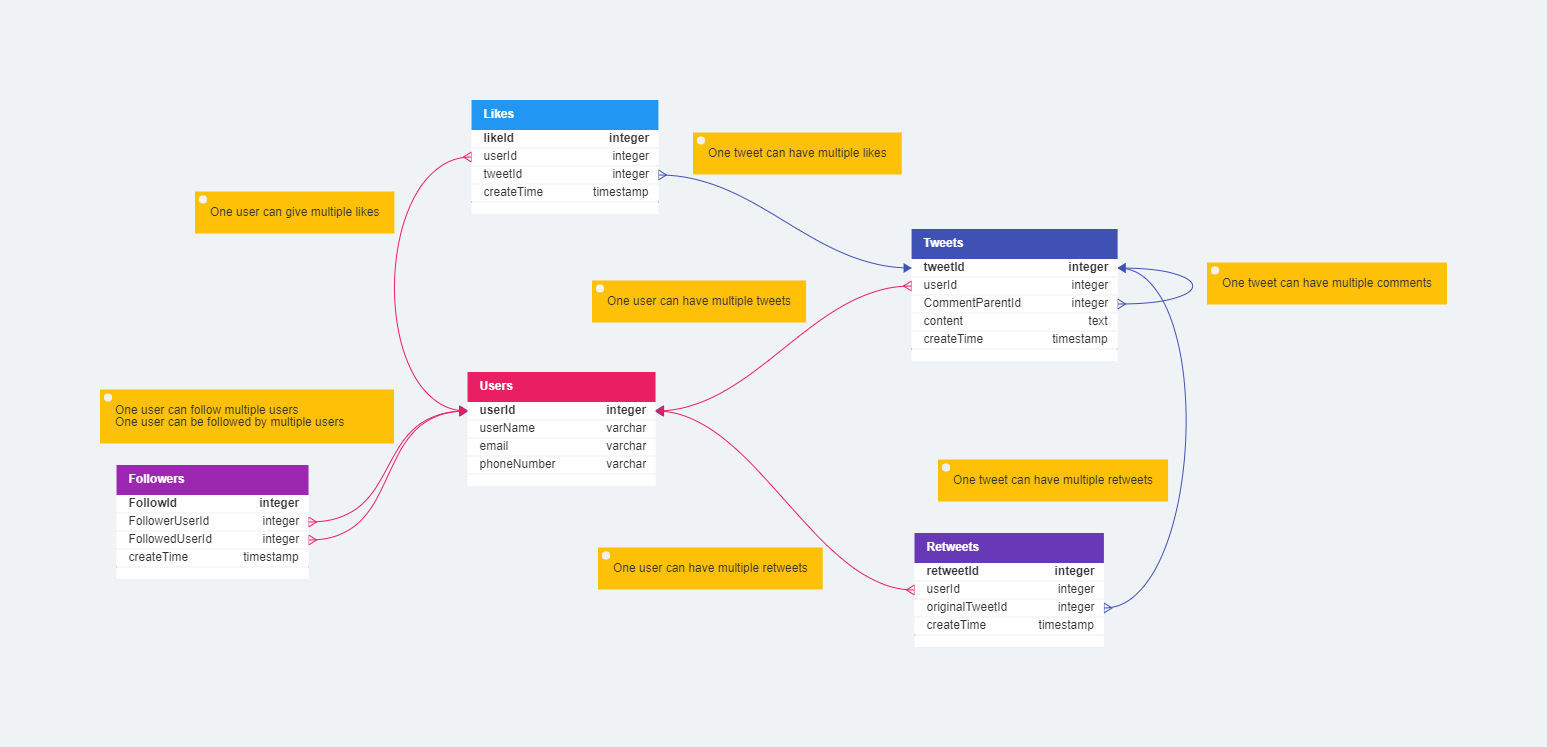 Likes
likeId integer
userId integer
tweetId integer
createTime timestamp
One tweet can have multiple likes
One user can give multiple likes
Tweets
tweetId integer
userId integer
CommentParentId integer
content text
createTime timestamp
One tweet can have multiple comments
One user can have multiple tweets
Users
userId integer
userName varchar
email varchar
phoneNumber varchar
One user can follow multiple users
One user can be followed by multiple users
Followers
FollowId integer
FollowerUserId integer
FollowedUserId integer
createTime timestamp
One tweet can have multiple retweets
One user can have multiple retweets
Retweets
retweetId integer
userId integer
originalTweetId integer
createTime timestamp